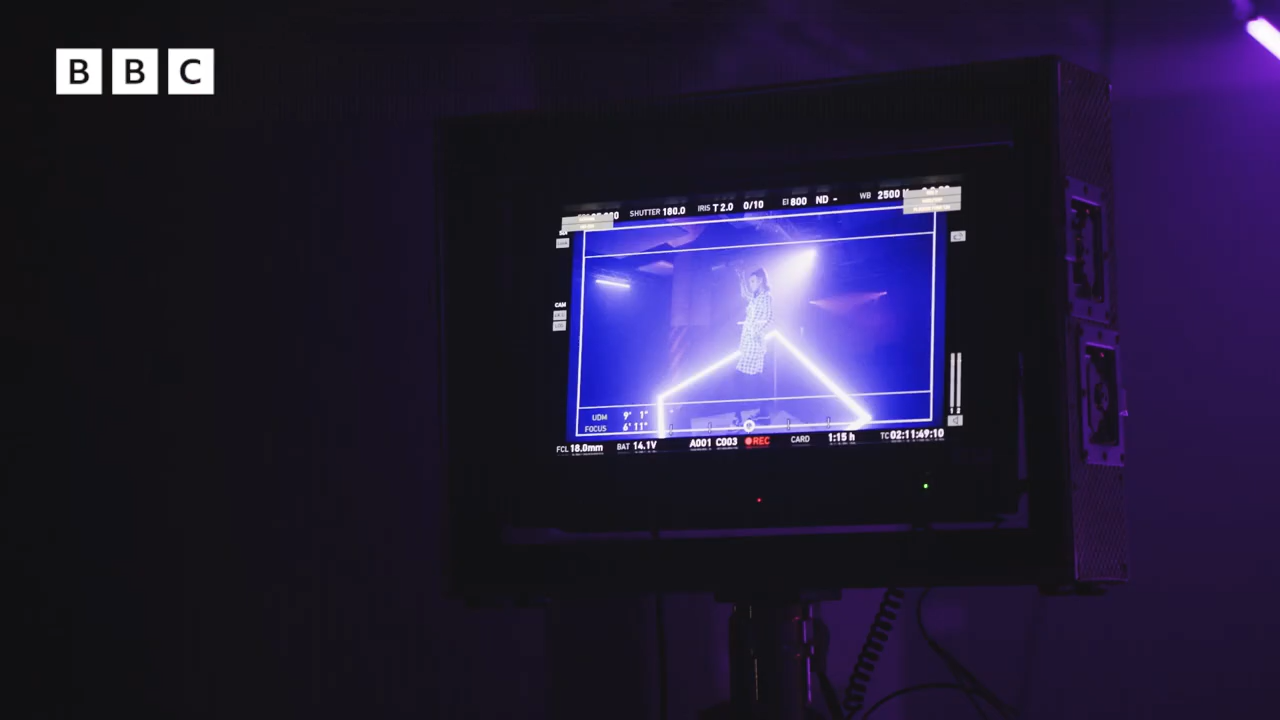 BBC
SHUTTER 180.0 IRIS T 2.0 0/10 EI 800 ND - WB 2500
CAM
UDM 9' 1"
FOCUS 6' 11"
FCL 18.0mm BAT 14.1V A001 C003 REC CARD 1:15 h TC 02:11:49:10